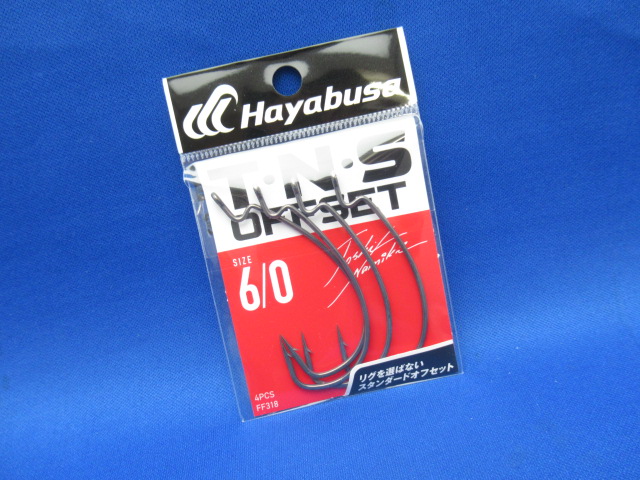 Hayabusa
T·N·S
OFFSET
SIZE
6/0
リグを選ばない
スタンダードオフセット
4PCS
FF318